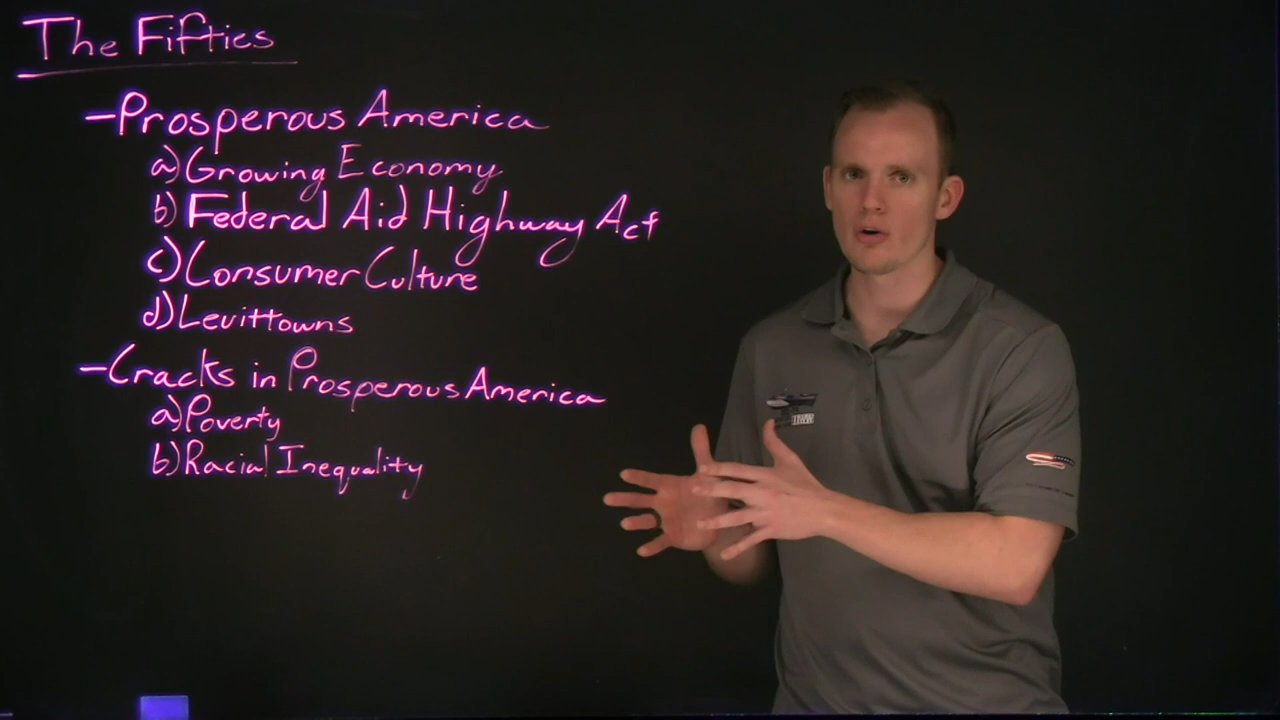 The Fifties
-Prosperous America
a) Growing Economy
b) Federal Aid Highway Act
c) Consumer Culture
d) Levittowns
-Cracks in Prosperous America
a) Poverty
b) Racial Inequality